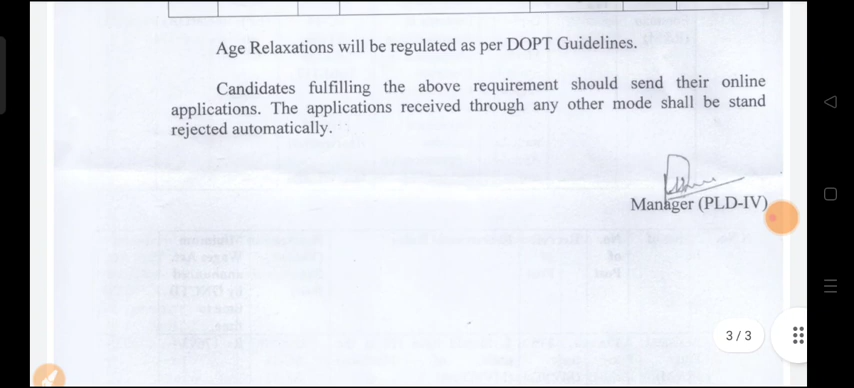 Age Relaxations will be regulated as per DOPT Guidelines.
Candidates fulfilling the above requirement should send their online
applications. The applications received through any other mode shall be stand
rejected automatically.
Manager (PLD-IV)
3 / 3